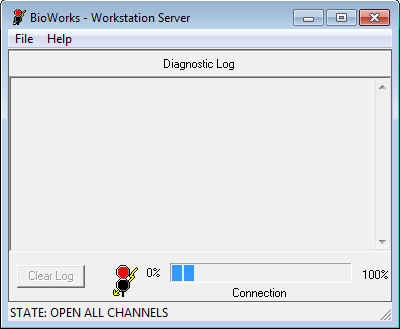 BioWorks - Workstation Server
File Help
Diagnostic Log
Clear Log
0%
100%
Connection
STATE: OPEN ALL CHANNELS